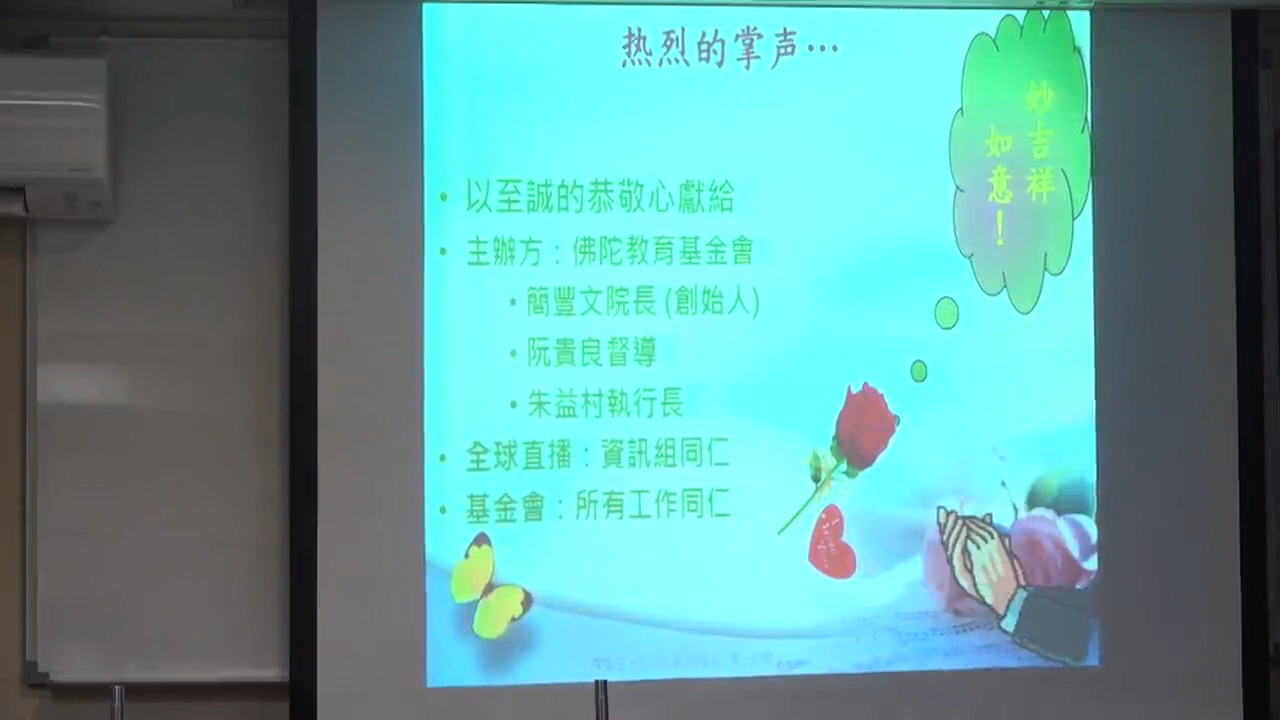 热烈的掌声…
妙吉祥
如意！
• 以至誠的恭敬心獻給
• 主辦方：佛陀教育基金會
• 簡豐文院長 (創始人)
• 阮貴良督導
• 朱益村執行長
• 全球直播：資訊組同仁
• 基金會：所有工作同仁